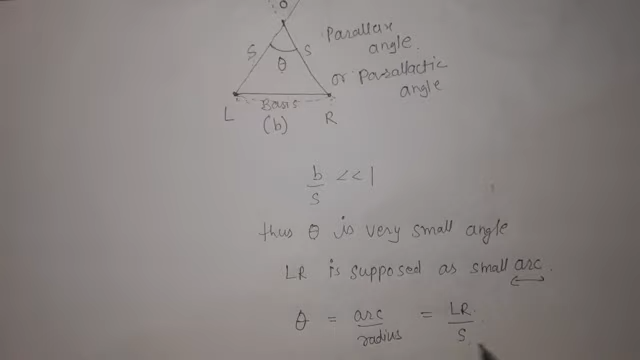 O
Parallax
angle.
S S
θ
or Parallactic
angle
Basis
L R
(b)
b/s << 1
thus θ is very small angle
LR is supposed as small arc.
θ = arc/radius = LR/S.